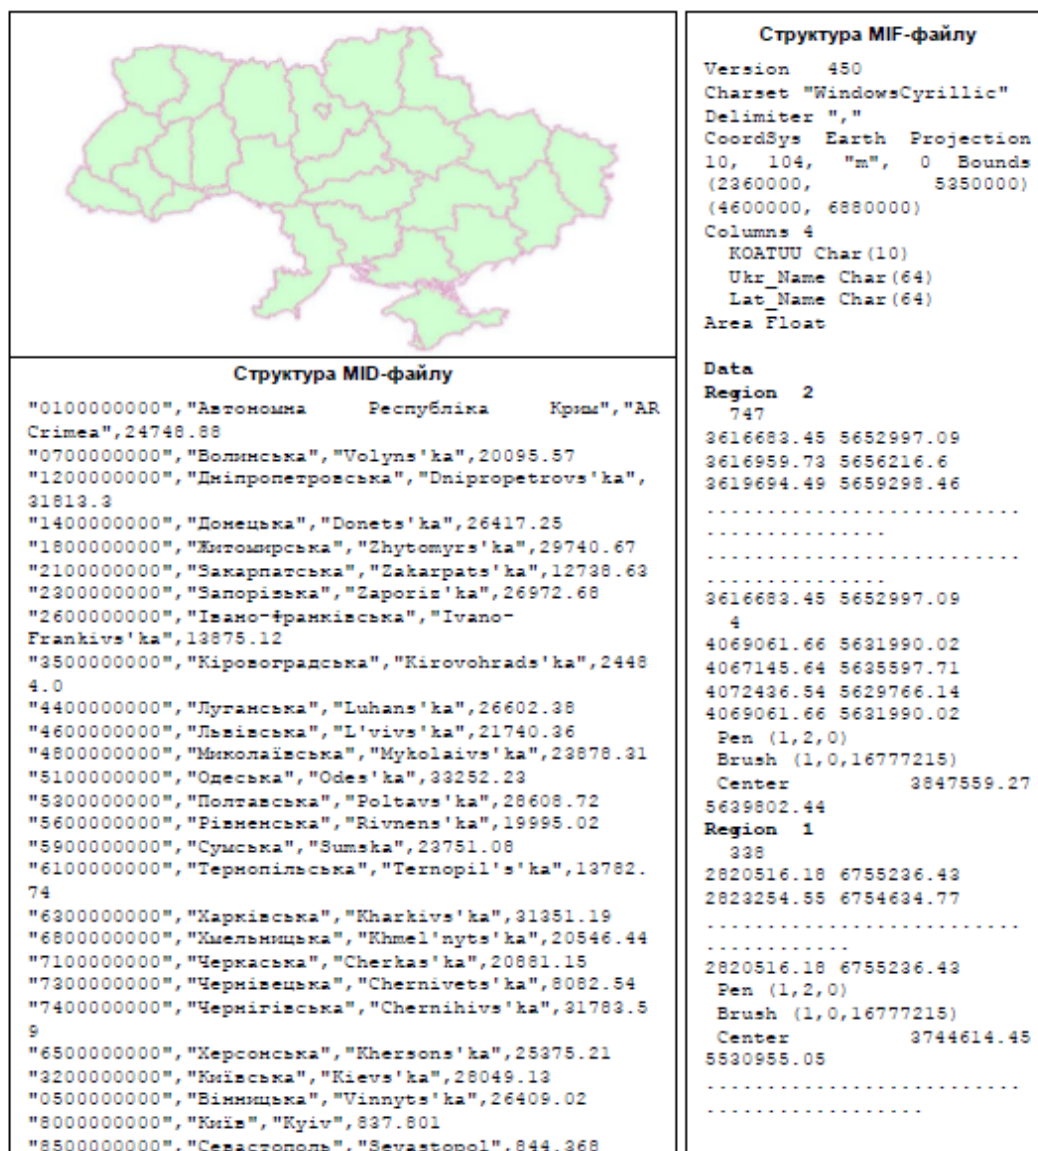 Структура MID-файлу
"0100000000","Автономна Республіка Крим","AR
Crimea",24748.88
"0700000000","Волинська","Volyns'ka",20095.57
"1200000000","Дніпропетровська","Dnipropetrovs'ka",
31813.3
"1400000000","Донецька","Donets'ka",26417.25
"1800000000","Житомирська","Zhytomyrs'ka",29740.67
"2100000000","Закарпатська","Zakarpats'ka",12738.63
"2300000000","Запорізька","Zaporiz'ka",26972.68
"2600000000","Івано-Франківська","Ivano-
Frankivs'ka",13875.12
"3500000000","Кіровоградська","Kirovohrads'ka",2448
4.0
"4400000000","Луганська","Luhans'ka",26602.38
"4600000000","Львівська","L'vivs'ka",21740.36
"4800000000","Миколаївська","Mykolaivs'ka",23878.31
"5100000000","Одеська","Odes'ka",33252.23
"5300000000","Полтавська","Poltavs'ka",28608.72
"5600000000","Рівненська","Rivnens'ka",19995.02
"5900000000","Сумська","Sumska",23751.08
"6100000000","Тернопільська","Ternopil's'ka",13782.
74
"6300000000","Харківська","Kharkivs'ka",31351.19
"6800000000","Хмельницька","Khmel'nyts'ka",20546.44
"7100000000","Черкаська","Cherkas'ka",20881.15
"7300000000","Чернівецька","Chernivets'ka",8082.54
"7400000000","Чернігівська","Chernihivs'ka",31783.5
9
"6500000000","Херсонська","Khersons'ka",25375.21
"3200000000","Київська","Kievs'ka",28049.13
"0500000000","Вінницька","Vinnyts'ka",26409.02
"8000000000","Київ","Kyiv",837.801
"8500000000","Севастополь","Sevastopol",844.368
Структура MIF-файлу
Version 450
Charset "WindowsCyrillic"
Delimiter ","
CoordSys Earth Projection
10, 104, "m", 0 Bounds
(2360000, 5350000)
(4600000, 6880000)
Columns 4
KOATUU Char(10)
Ukr_Name Char(64)
Lat_Name Char(64)
Area Float
Data
Region 2
747
3616683.45 5652997.09
3616959.73 5656216.6
3619694.49 5659298.46
..........................
...............
..........................
...............
3616683.45 5652997.09
4
4069061.66 5631990.02
4067145.64 5635597.71
4072436.54 5629766.14
4069061.66 5631990.02
Pen (1,2,0)
Brush (1,0,16777215)
Center 3847559.27
5639802.44
Region 1
338
2820516.18 6755236.43
2823254.55 6754634.77
..........................
............
2820516.18 6755236.43
Pen (1,2,0)
Brush (1,0,16777215)
Center 3744614.45
5530955.05
..........................
..................